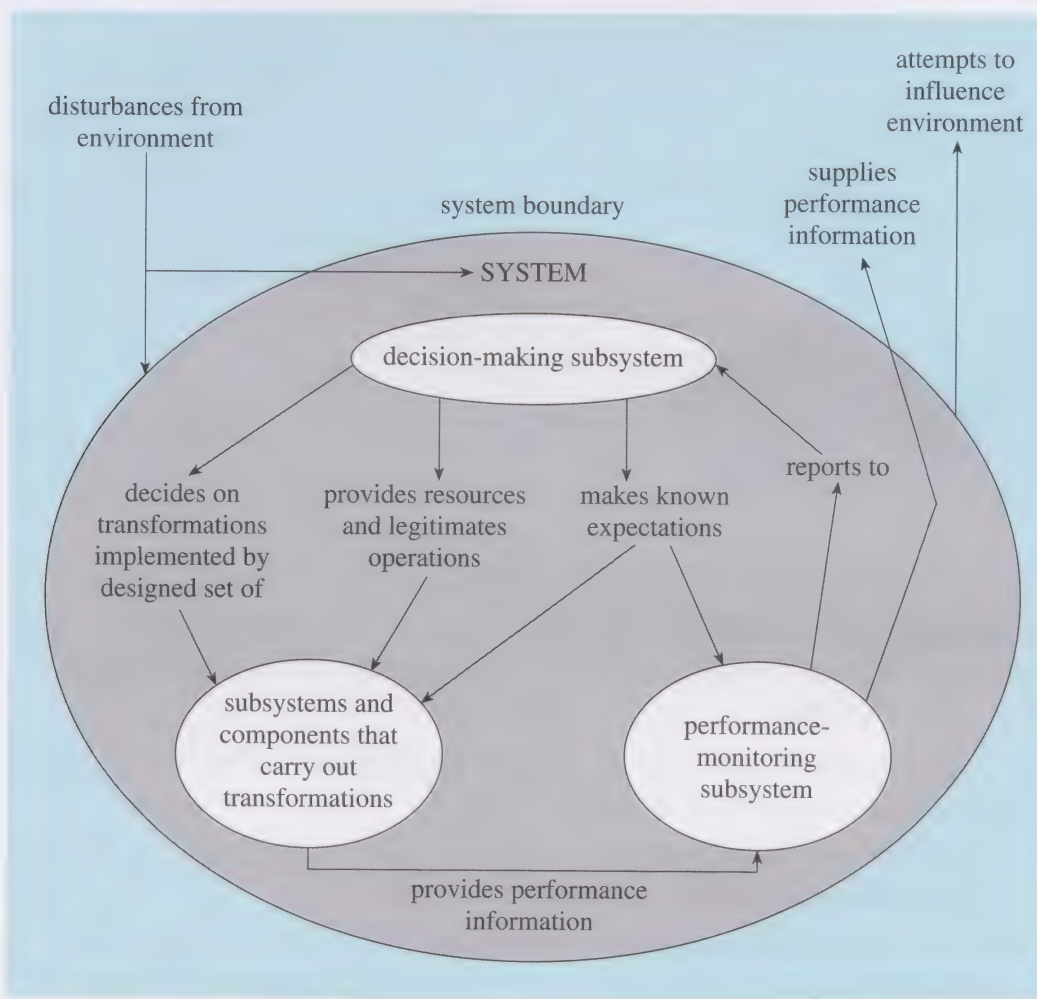 attempts to
influence
environment
disturbances from
environment
supplies
performance
information
system boundary
SYSTEM
decision-making subsystem
reports to
decides on
transformations
implemented by
designed set of
provides resources
and legitimates
operations
makes known
expectations
subsystems and
components that
carry out
transformations
performance-
monitoring
subsystem
provides performance
information